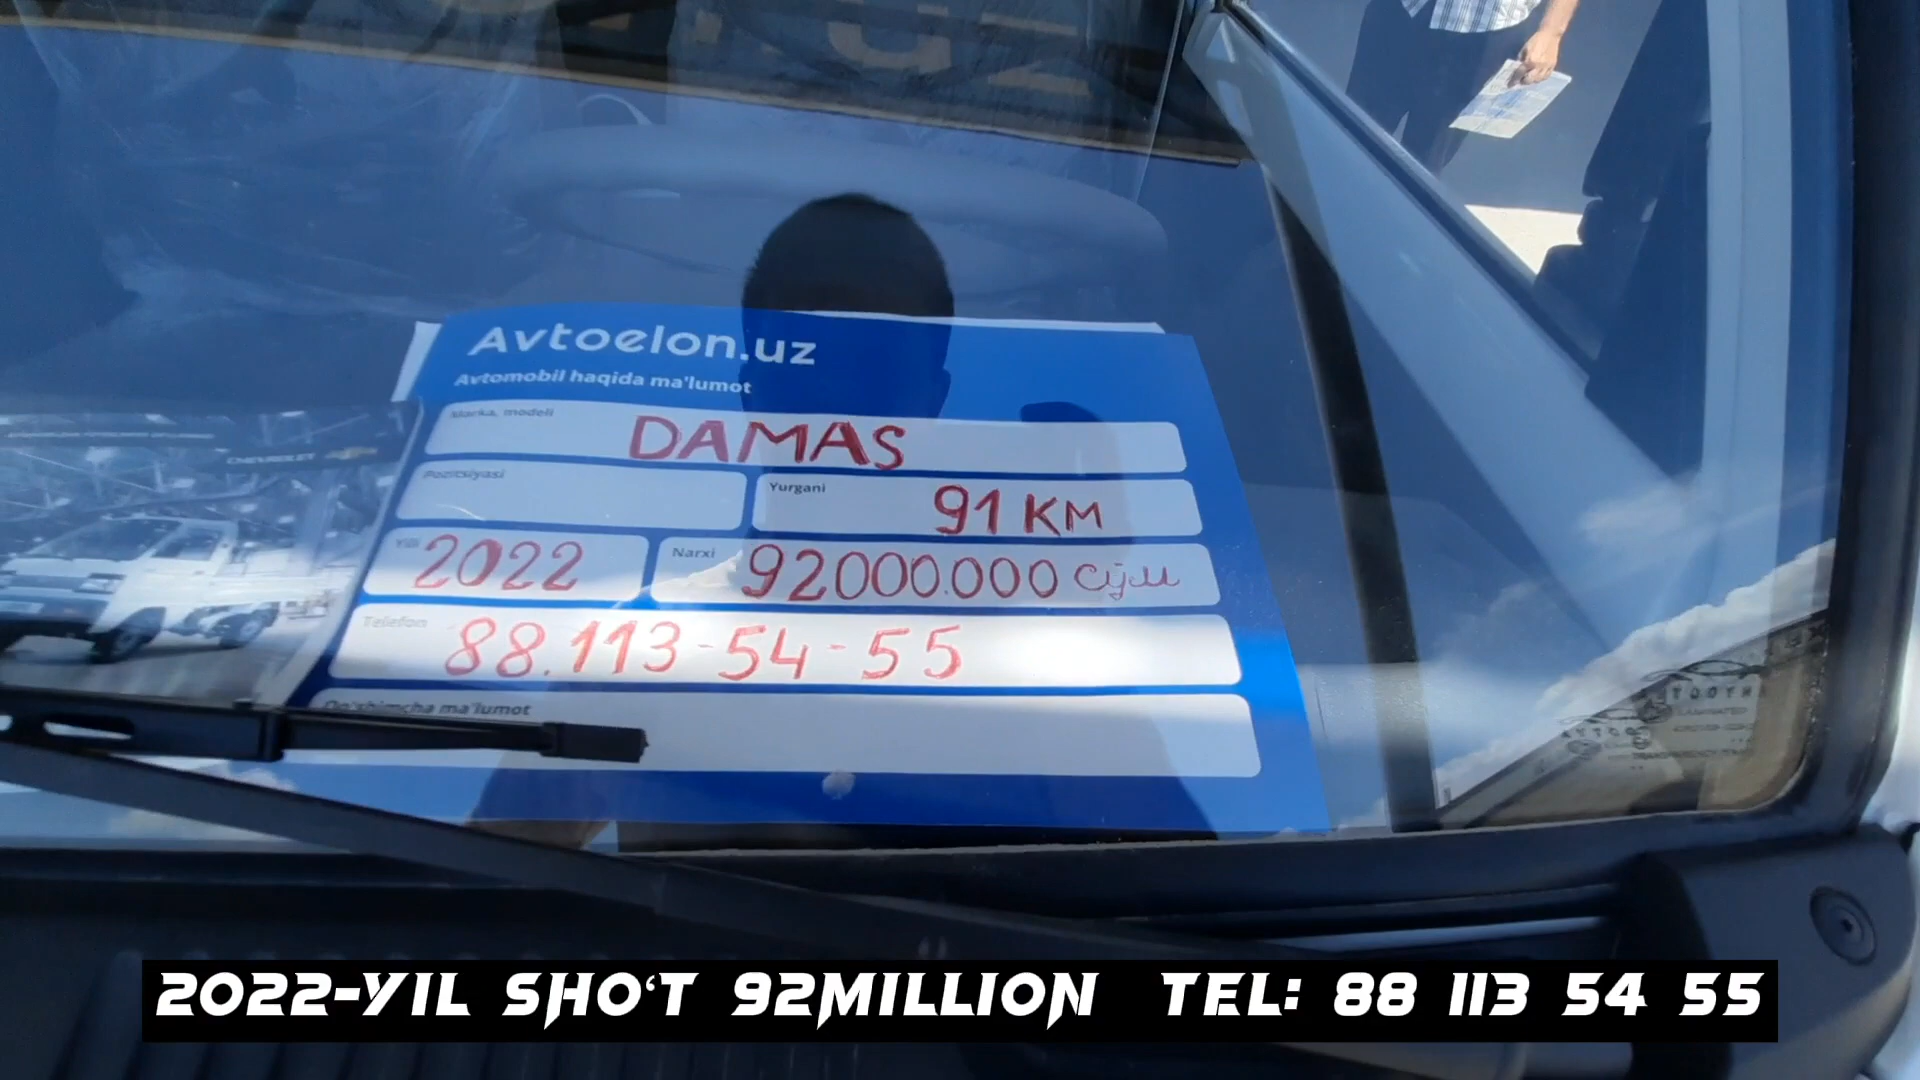 Avtoelon.uz
Avtomobil haqida ma'lumot
Marka, modeli
DAMAS
Pozitsiyasi
Yurgani
91 KM
Yili
2022
Narxi
92000.000 сўм
Telefon
88.113-54-55
Qo'shimcha ma'lumot
CHEVROLET
2022-YIL SHO‘T 92MILLION TEL: 88 113 54 55